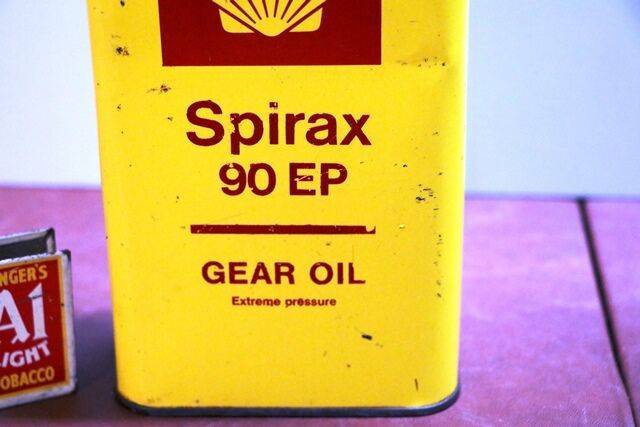 Spirax
90 EP
GEAR OIL
Extreme pressure
NGER'S
A1
IGHT
OBACCO